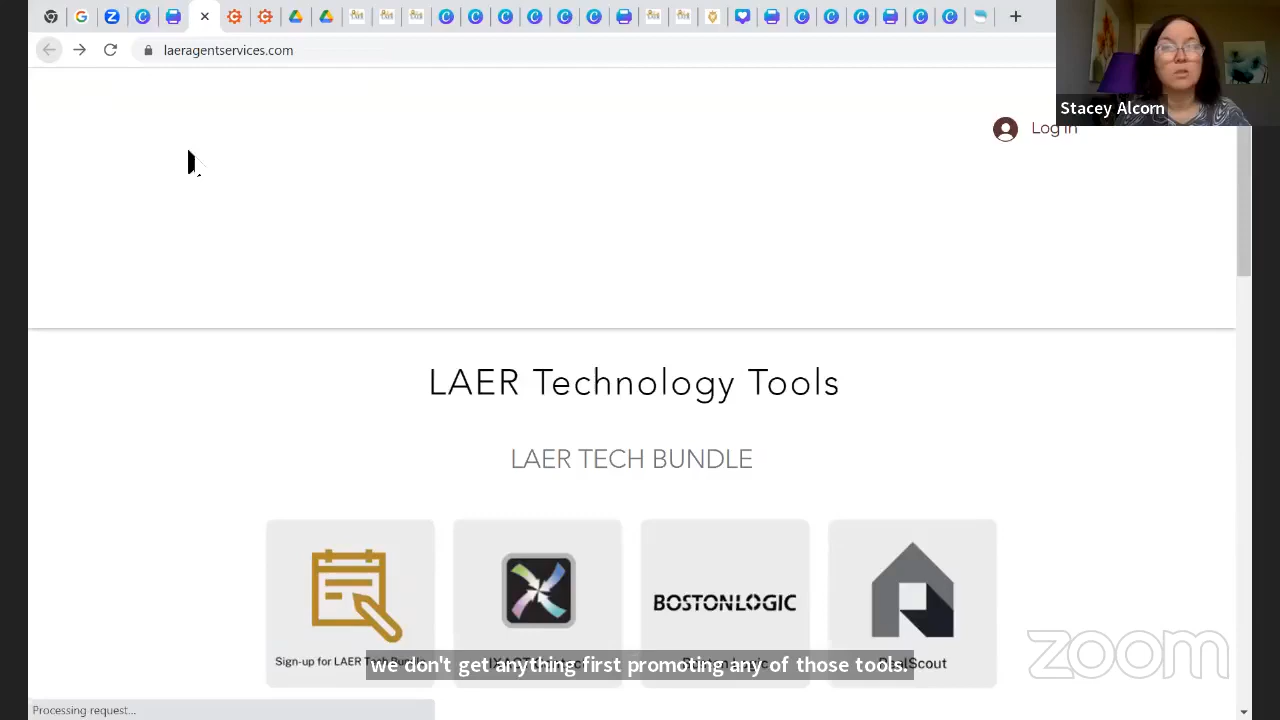 laeragentservices.com
Stacey Alcorn
Log In
LAER Technology Tools
LAER TECH BUNDLE
BOSTONLOGIC
Sign-up for LAER
we don't get anything first promoting any of those tools.
Scout
zoom
Processing request...